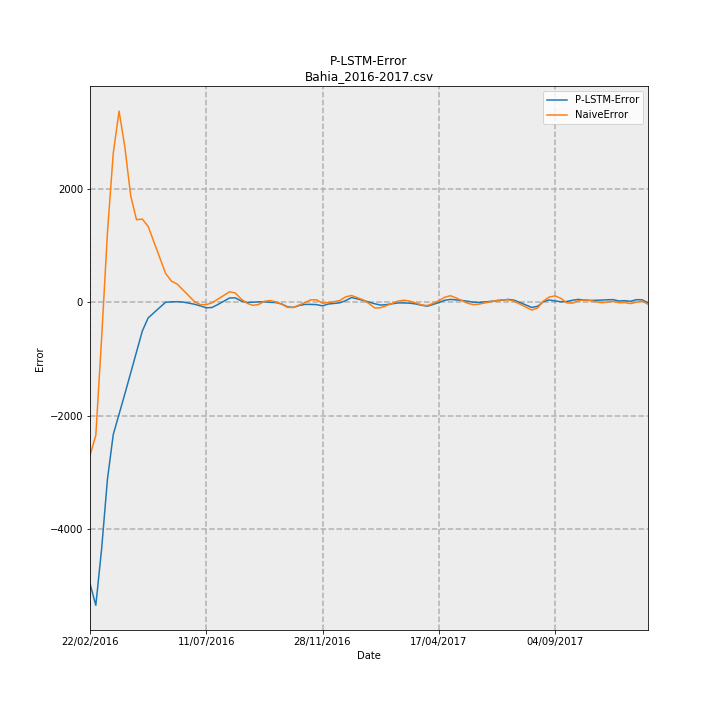 P-LSTM-Error
Bahia_2016-2017.csv
P-LSTM-Error
NaiveError
2000
0
−2000
−4000
Error
22/02/2016
11/07/2016
28/11/2016
17/04/2017
04/09/2017
Date